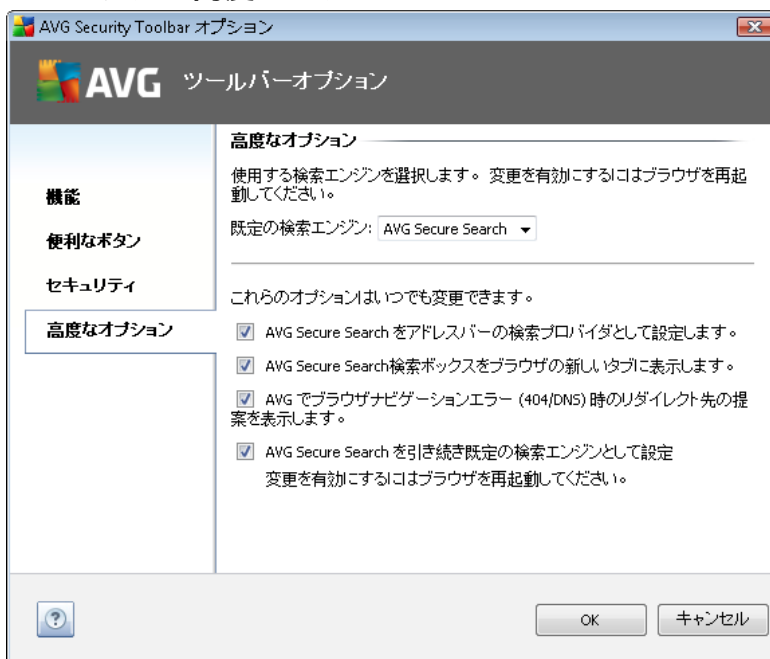 AVG Security Toolbar オプション
AVG ツールバーオプション
機能
便利なボタン
セキュリティ
高度なオプション
高度なオプション
使用する検索エンジンを選択します。 変更を有効にするにはブラウザを再起
動してください。
既定の検索エンジン: AVG Secure Search
これらのオプションはいつでも変更できます。
AVG Secure Search をアドレスバーの検索プロバイダとして設定します。
AVG Secure Search検索ボックスをブラウザの新しいタブに表示します。
AVG でブラウザナビゲーションエラー (404/DNS) 時のリダイレクト先の提
案を表示します。
AVG Secure Search を引き続き既定の検索エンジンとして設定
変更を有効にするにはブラウザを再起動してください。
?
OK
キャンセル